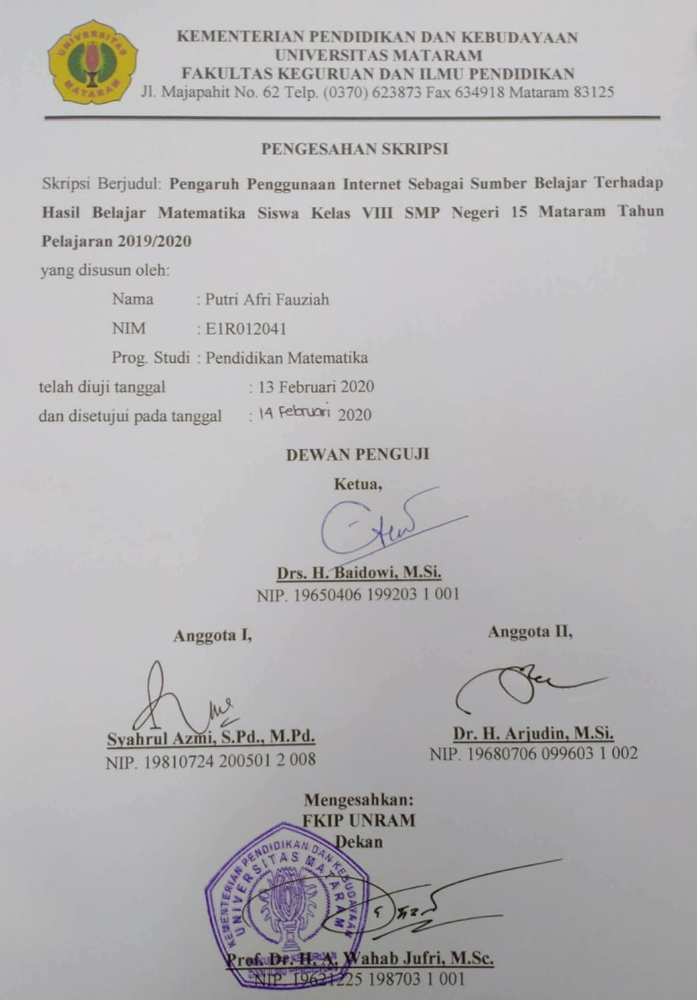 UNIVERSITAS
MATARAM
KEMENTERIAN PENDIDIKAN DAN KEBUDAYAAN
UNIVERSITAS MATARAM
FAKULTAS KEGURUAN DAN ILMU PENDIDIKAN
Jl. Majapahit No. 62 Telp. (0370) 623873 Fax 634918 Mataram 83125
PENGESAHAN SKRIPSI
Skripsi Berjudul: Pengaruh Penggunaan Internet Sebagai Sumber Belajar Terhadap
Hasil Belajar Matematika Siswa Kelas VIII SMP Negeri 15 Mataram Tahun
Pelajaran 2019/2020
yang disusun oleh:
Nama : Putri Afri Fauziah
NIM : E1R012041
Prog. Studi : Pendidikan Matematika
telah diuji tanggal : 13 Februari 2020
dan disetujui pada tanggal : 14 Februari 2020
DEWAN PENGUJI
Ketua,
Drs. H. Baidowi, M.Si.
NIP. 19650406 199203 1 001
Anggota I,
Syahrul Azmi, S.Pd., M.Pd.
NIP. 19810724 200501 2 008
Anggota II,
Dr. H. Arjudin, M.Si.
NIP. 19680706 099603 1 002
Mengesahkan:
FKIP UNRAM
Dekan
KEMENTERIAN PENDIDIKAN DAN KEBUDAYAAN
UNIVERSITAS MATARAM
FAKULTAS KEGURUAN
DAN ILMU PENDIDIKAN
Prof. Dr. H. A. Wahab Jufri, M.Sc.
NIP. 19621225 198703 1 001